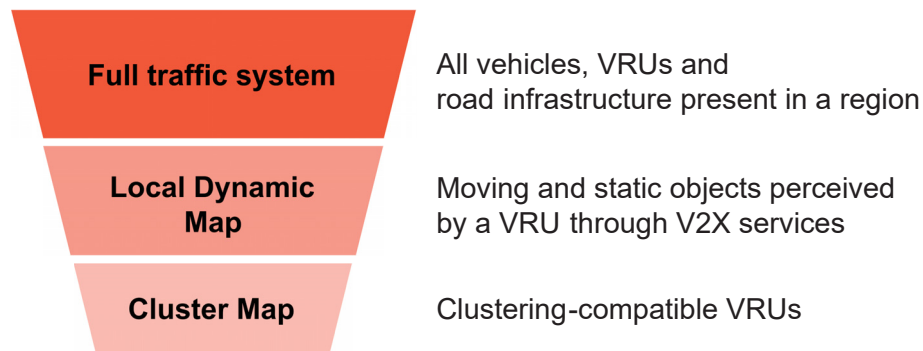 Full traffic system
All vehicles, VRUs and
road infrastructure present in a region
Local Dynamic
Map
Moving and static objects perceived
by a VRU through V2X services
Cluster Map
Clustering-compatible VRUs